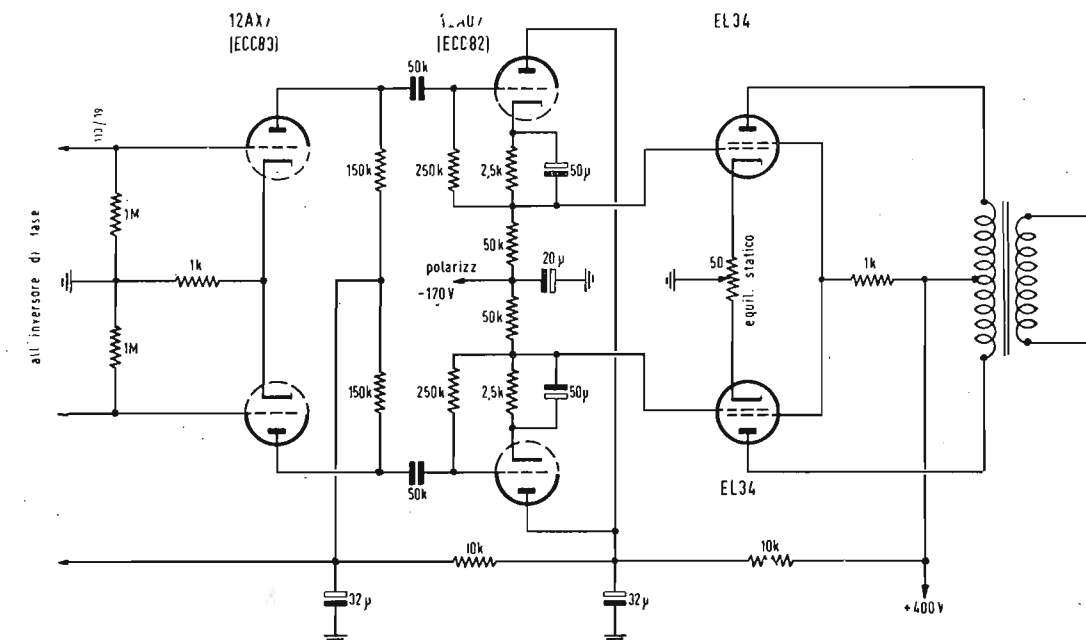 12AX7
(ECC83)
(ECC82)
EL34
50k
150k
250k
2,5k
50µ
1M
1k
50k
20µ
polarizz
-170V
50
equil. statico
1k
all'inversore di fase
1M
50k
150k
250k
2,5k
50µ
50k
EL34
10k
10k
32µ
32µ
+400V